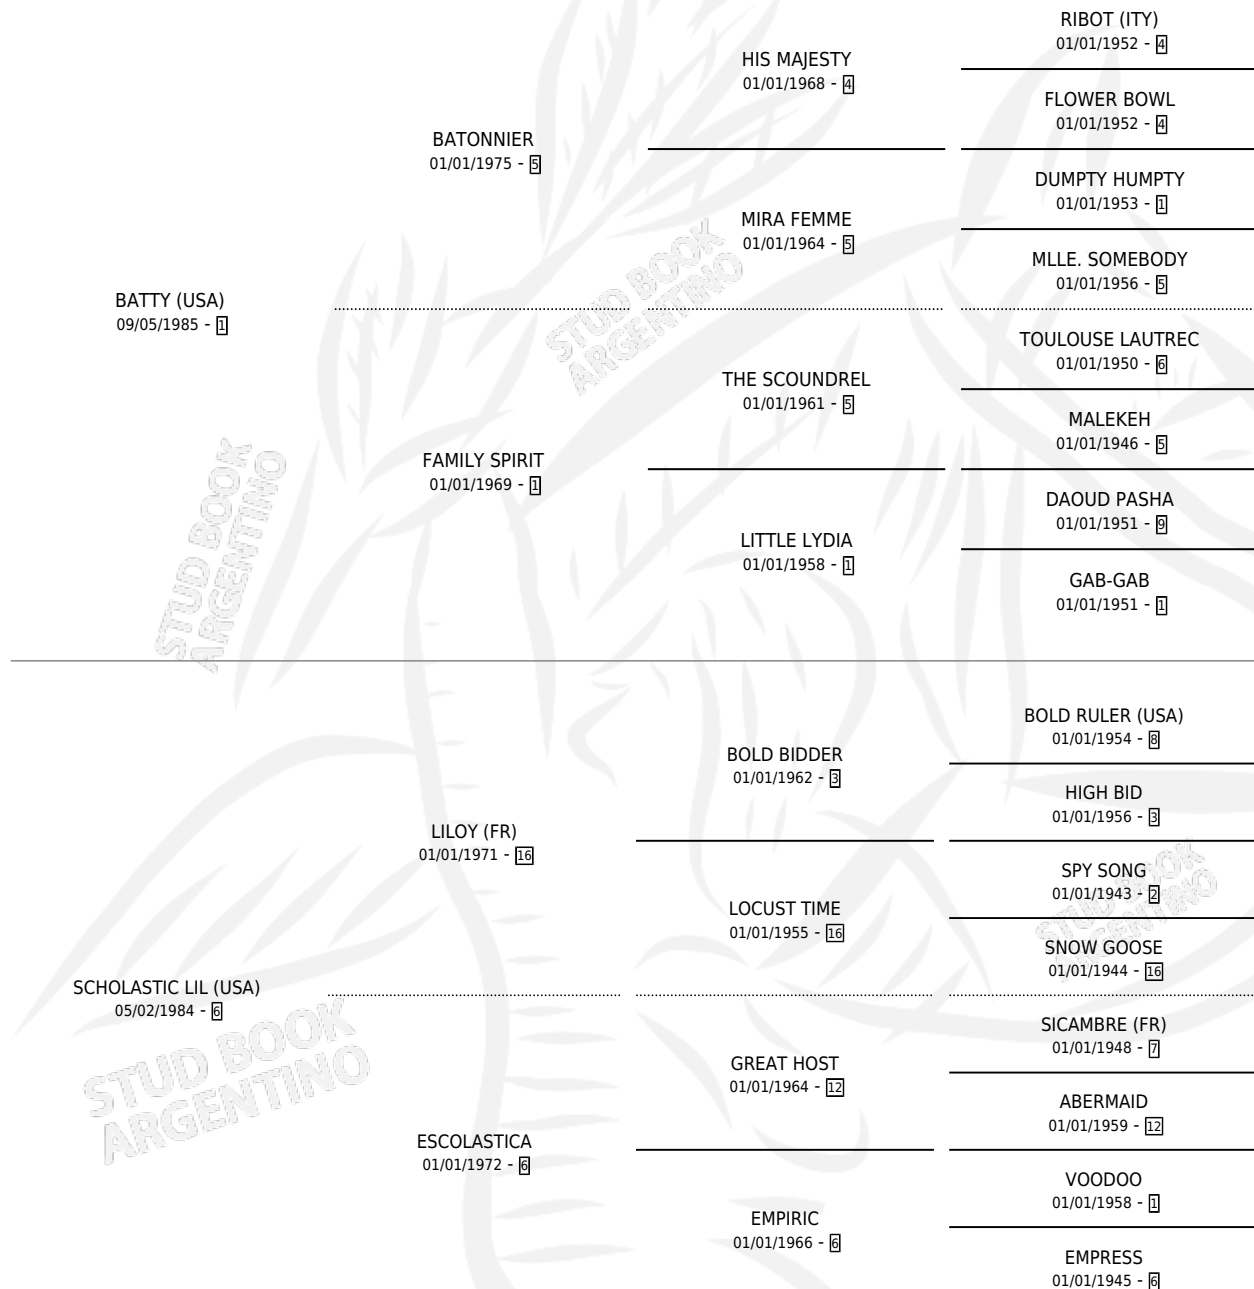 RIBOT (ITY)
01/01/1952 - 4
HIS MAJESTY
01/01/1968 - 4
FLOWER BOWL
01/01/1952 - 4
BATONNIER
01/01/1975 - 5
DUMPTY HUMPTY
01/01/1953 - 1
MIRA FEMME
01/01/1964 - 5
MLLE. SOMEBODY
01/01/1956 - 5
BATTY (USA)
09/05/1985 - 1
TOULOUSE LAUTREC
01/01/1950 - 6
THE SCOUNDREL
01/01/1961 - 5
MALEKEH
01/01/1946 - 5
FAMILY SPIRIT
01/01/1969 - 1
DAOUD PASHA
01/01/1951 - 9
LITTLE LYDIA
01/01/1958 - 1
GAB-GAB
01/01/1951 - 1
STUD BOOK
ARGENTINO
STUD BOOK
ARGENTINO
BOLD RULER (USA)
01/01/1954 - 8
BOLD BIDDER
01/01/1962 - 3
HIGH BID
01/01/1956 - 3
LILOY (FR)
01/01/1971 - 16
SPY SONG
01/01/1943 - 2
LOCUST TIME
01/01/1955 - 16
SNOW GOOSE
01/01/1944 - 16
STUD BOOK
ARGENTINO
SCHOLASTIC LIL (USA)
05/02/1984 - 6
SICAMBRE (FR)
01/01/1948 - 7
GREAT HOST
01/01/1964 - 12
ABERMAID
01/01/1959 - 12
ESCOLASTICA
01/01/1972 - 6
VOODOO
01/01/1958 - 1
EMPIRIC
01/01/1966 - 6
EMPRESS
01/01/1945 - 6
STUD BOOK
ARGENTINO